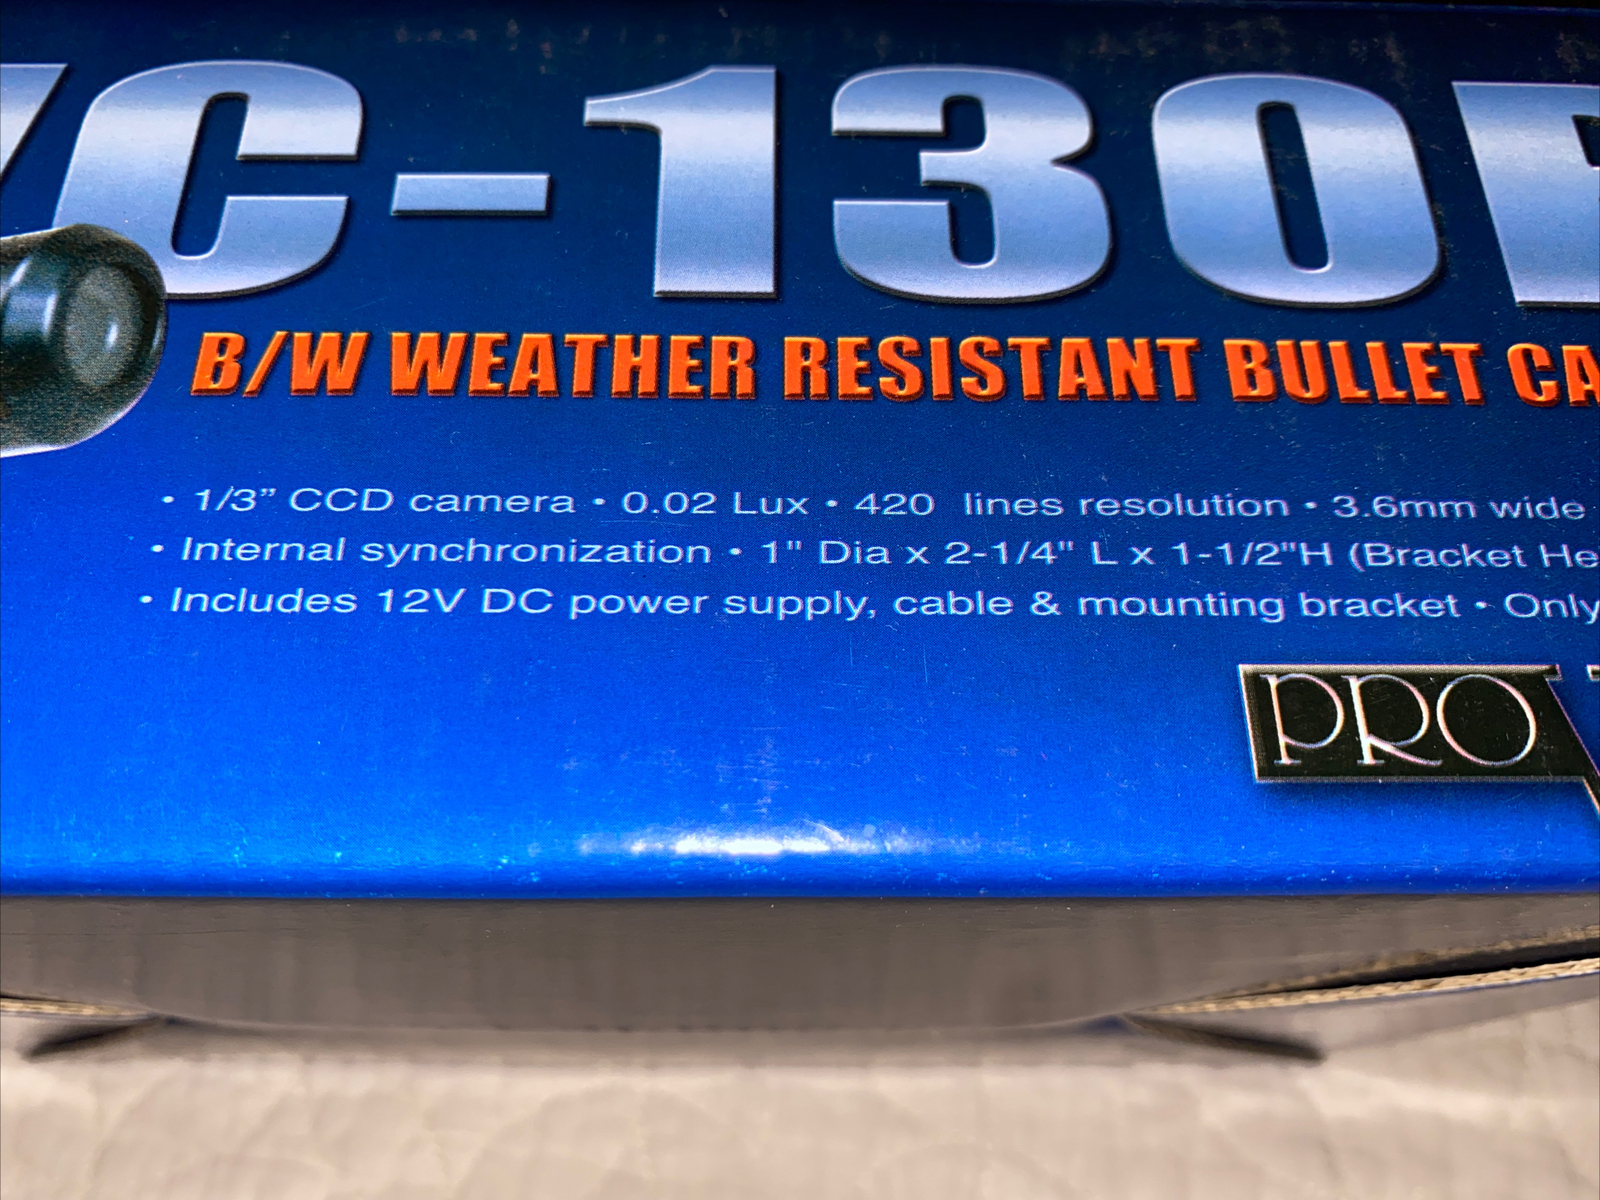 C-130
B/W WEATHER RESISTANT BULLET
• 1/3” CCD camera • 0.02 Lux • 420 lines resolution • 3.6mm wide
• Internal synchronization • 1" Dia x 2-1/4" L x 1-1/2"H (Bracket
• Includes 12V DC power supply, cable & mounting bracket • Only
PRO